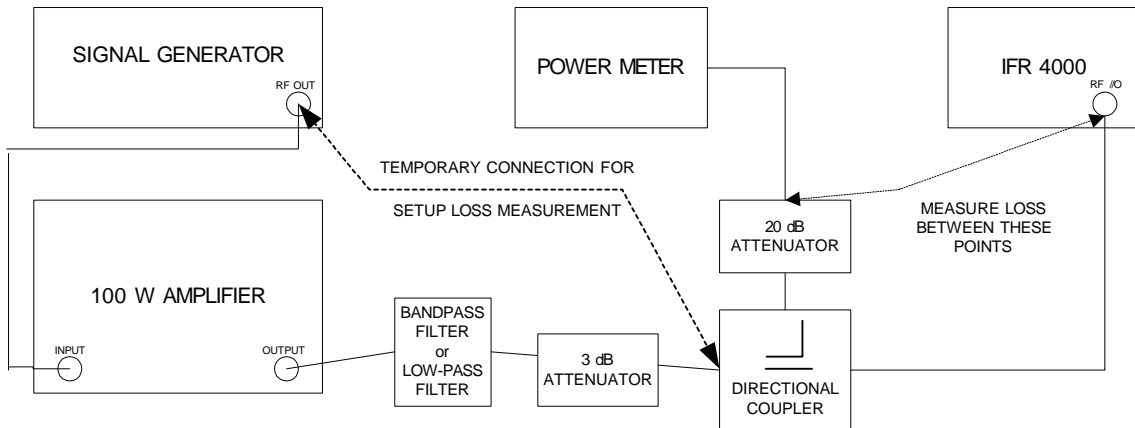 SIGNAL GENERATOR
RF OUT
POWER METER
IFR 4000
RF I/O
TEMPORARY CONNECTION FOR
SETUP LOSS MEASUREMENT
MEASURE LOSS
BETWEEN THESE
POINTS
20 dB
ATTENUATOR
100 W AMPLIFIER
INPUT
OUTPUT
BANDPASS
FILTER
or
LOW-PASS
FILTER
3 dB
ATTENUATOR
DIRECTIONAL
COUPLER